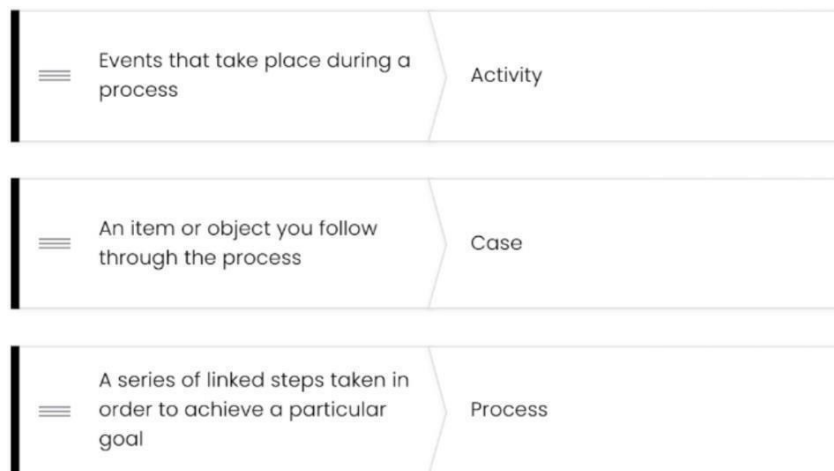 Events that take place during a
process
Activity
An item or object you follow
through the process
Case
A series of linked steps taken in
order to achieve a particular
goal
Process